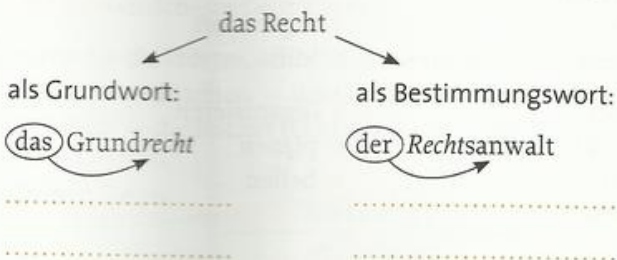 das Recht
als Grundwort:
als Bestimmungswort:
das Grundrecht
der Rechtsanwalt